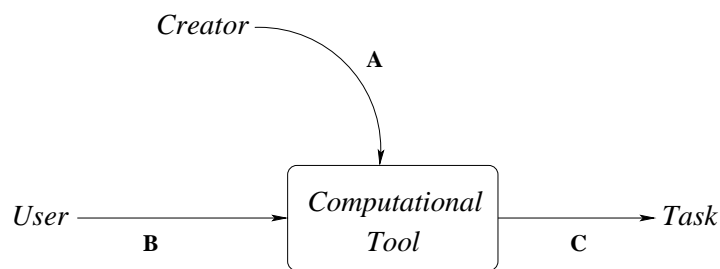 Creator
A
User
B
Computational
Tool
C
Task